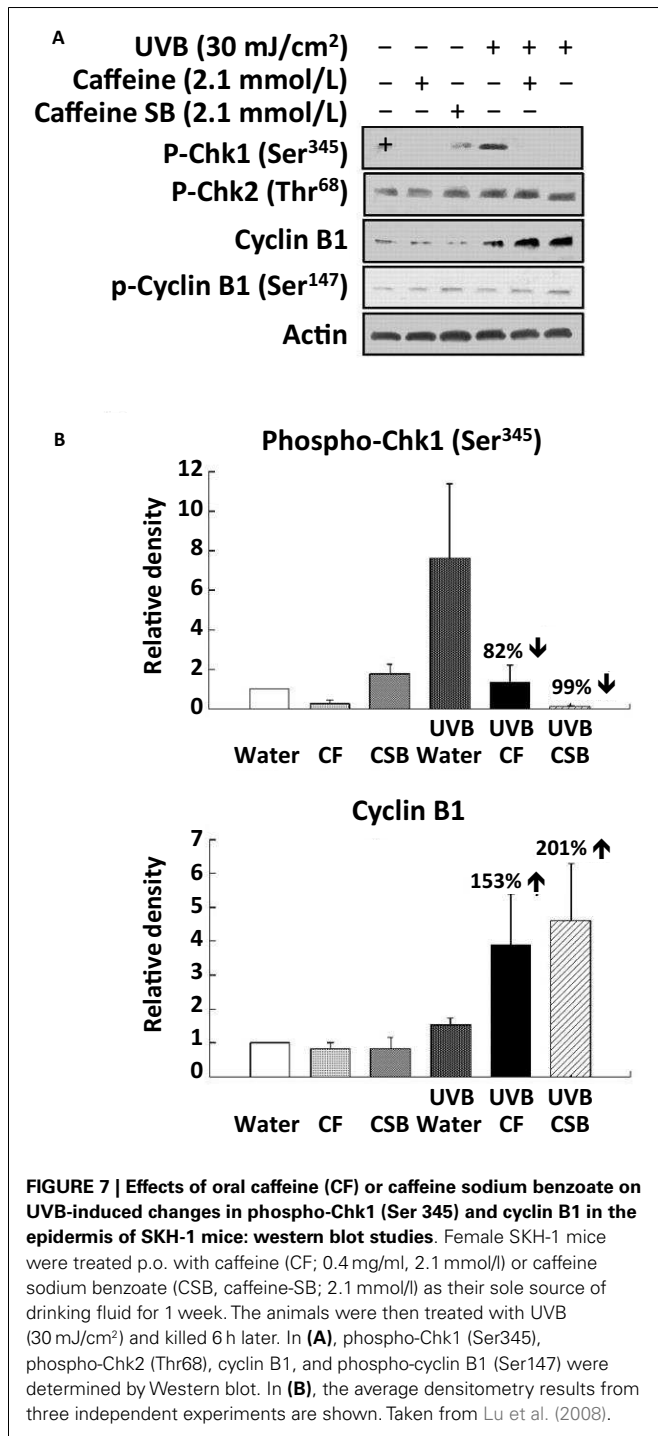 A
UVB (30 mJ/cm²) – – – + + +
Caffeine (2.1 mmol/L) – + – – + –
Caffeine SB (2.1 mmol/L) – – + – –
P-Chk1 (Ser³⁴⁵) +
P-Chk2 (Thr⁶⁸)
Cyclin B1
p-Cyclin B1 (Ser¹⁴⁷)
Actin
B
Phospho-Chk1 (Ser³⁴⁵)
Relative density
12
10
8
6
4
2
0
82% ↓
99% ↓
UVB UVB UVB
Water CF CSB Water CF CSB
Cyclin B1
Relative density
7
6
5
4
3
2
1
0
201% ↑
153% ↑
UVB UVB UVB
Water CF CSB Water CF CSB
FIGURE 7 | Effects of oral caffeine (CF) or caffeine sodium benzoate on
UVB-induced changes in phospho-Chk1 (Ser 345) and cyclin B1 in the
epidermis of SKH-1 mice: western blot studies. Female SKH-1 mice
were treated p.o. with caffeine (CF; 0.4 mg/ml, 2.1 mmol/l) or caffeine
sodium benzoate (CSB, caffeine-SB; 2.1 mmol/l) as their sole source of
drinking fluid for 1 week. The animals were then treated with UVB
(30 mJ/cm²) and killed 6 h later. In (A), phospho-Chk1 (Ser345),
phospho-Chk2 (Thr68), cyclin B1, and phospho-cyclin B1 (Ser147) were
determined by Western blot. In (B), the average densitometry results from
three independent experiments are shown. Taken from Lu et al. (2008).